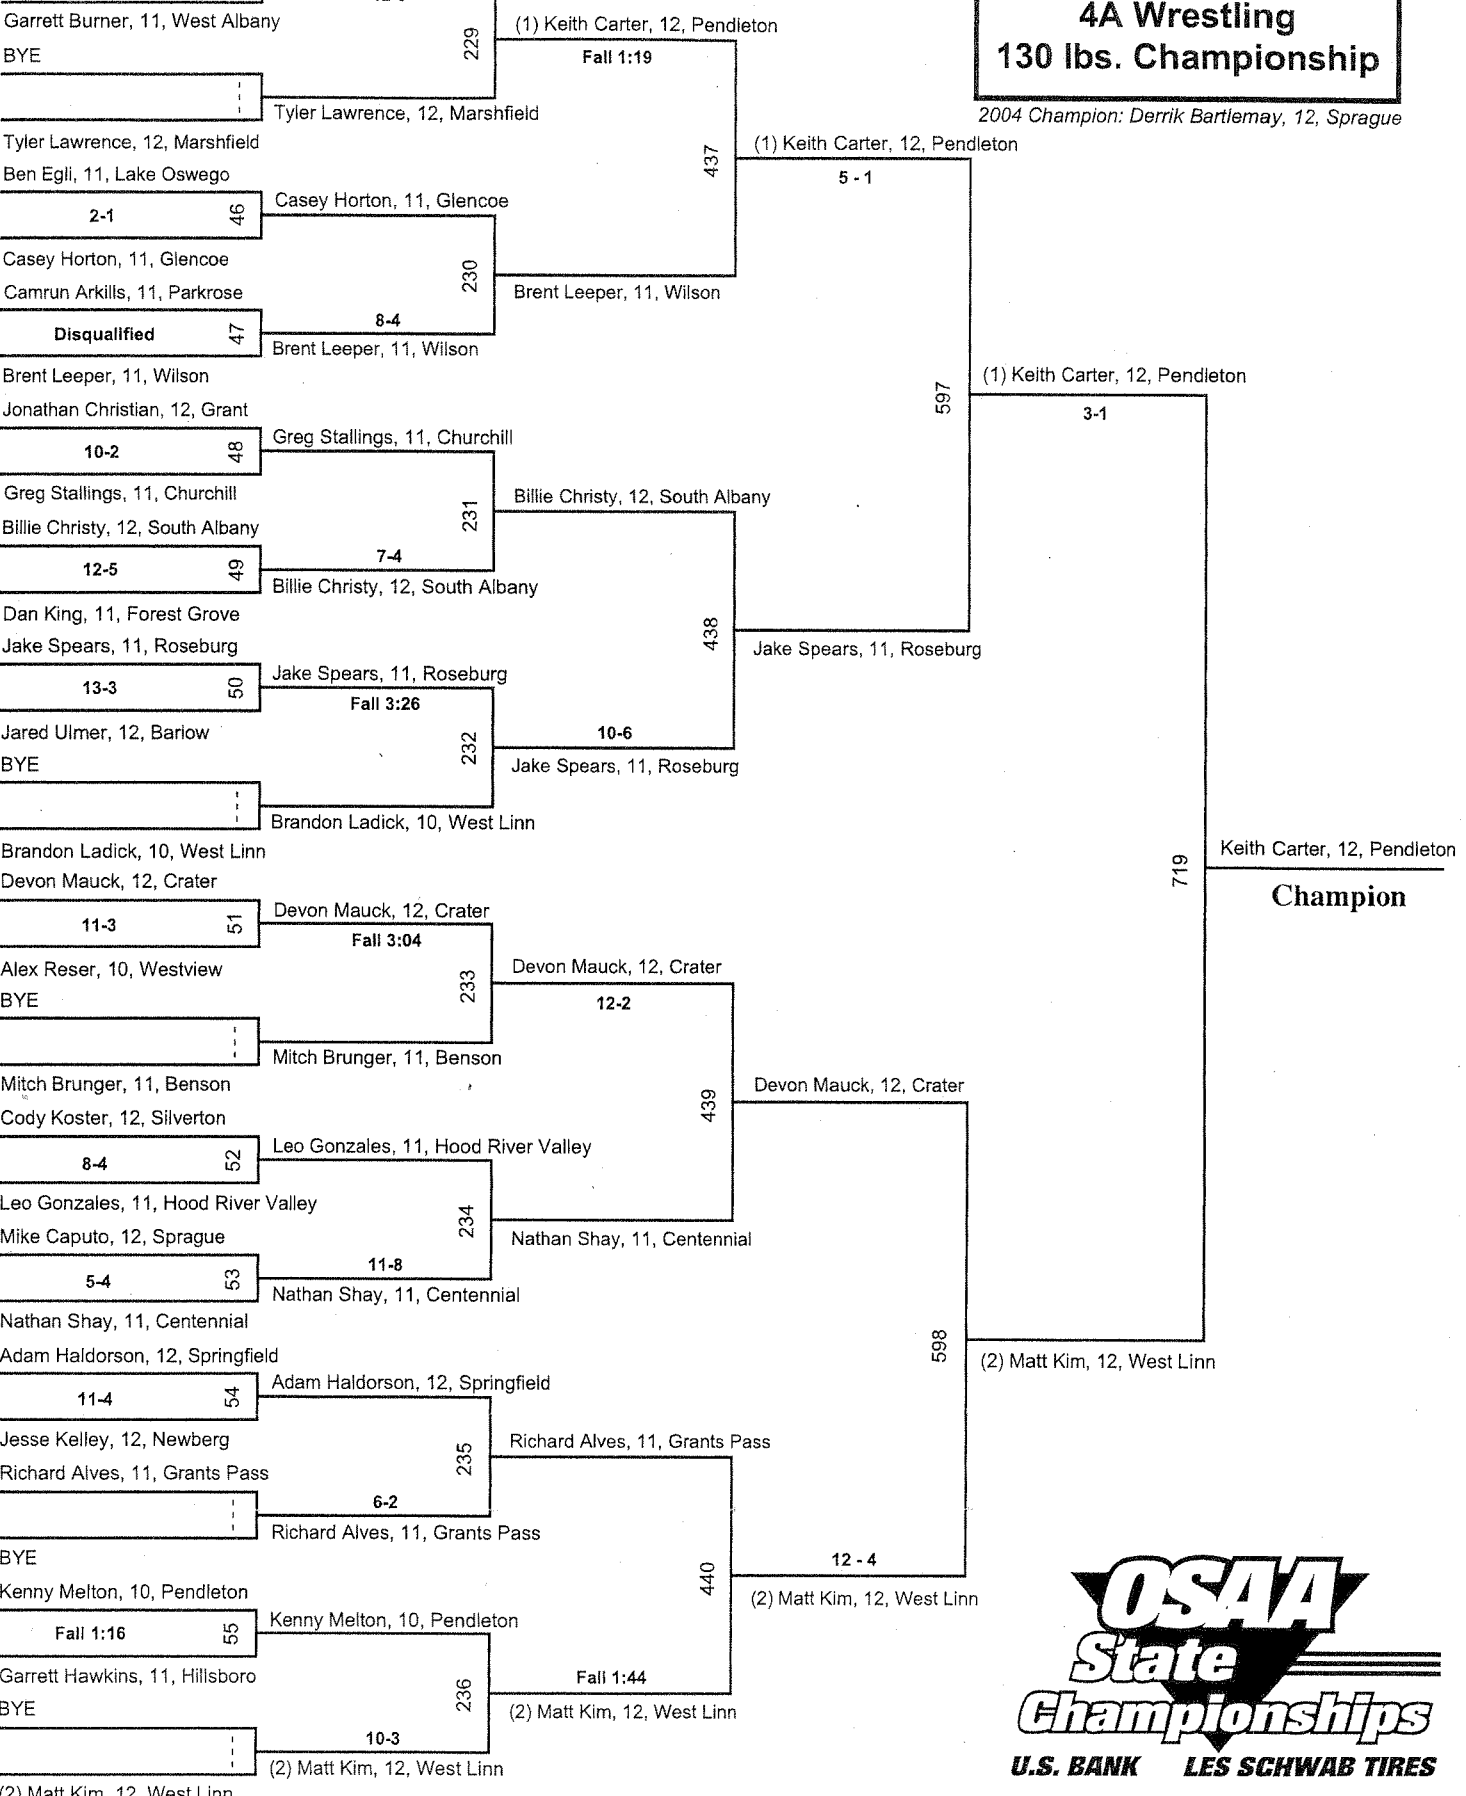 Garrett Burner, 11, West Albany
BYE
Tyler Lawrence, 12, Marshfield
Ben Egli, 11, Lake Oswego
2-1
46
Casey Horton, 11, Glencoe
Camrun Arkills, 11, Parkrose
Disqualified
47
Brent Leeper, 11, Wilson
Jonathan Christian, 12, Grant
10-2
48
Greg Stallings, 11, Churchill
Billie Christy, 12, South Albany
12-5
49
Dan King, 11, Forest Grove
Jake Spears, 11, Roseburg
13-3
50
Jared Ulmer, 12, Barlow
BYE
Brandon Ladick, 10, West Linn
Devon Mauck, 12, Crater
11-3
51
Alex Reser, 10, Westview
BYE
Mitch Brunger, 11, Benson
Cody Koster, 12, Silverton
8-4
52
Leo Gonzales, 11, Hood River Valley
Mike Caputo, 12, Sprague
5-4
53
Nathan Shay, 11, Centennial
Adam Haldorson, 12, Springfield
11-4
54
Jesse Kelley, 12, Newberg
Richard Alves, 11, Grants Pass
BYE
Kenny Melton, 10, Pendleton
Fall 1:16
55
Garrett Hawkins, 11, Hillsboro
BYE
(2) Matt Kim, 12, West Linn
229
Tyler Lawrence, 12, Marshfield
Casey Horton, 11, Glencoe
230
8-4
Brent Leeper, 11, Wilson
Greg Stallings, 11, Churchill
231
7-4
Billie Christy, 12, South Albany
Jake Spears, 11, Roseburg
Fall 3:26
232
Brandon Ladick, 10, West Linn
Devon Mauck, 12, Crater
Fall 3:04
233
Mitch Brunger, 11, Benson
Leo Gonzales, 11, Hood River Valley
234
11-8
Nathan Shay, 11, Centennial
Adam Haldorson, 12, Springfield
235
6-2
Richard Alves, 11, Grants Pass
Kenny Melton, 10, Pendleton
236
10-3
(2) Matt Kim, 12, West Linn
(1) Keith Carter, 12, Pendleton
Fall 1:19
437
Brent Leeper, 11, Wilson
Billie Christy, 12, South Albany
438
10-6
Jake Spears, 11, Roseburg
Devon Mauck, 12, Crater
12-2
439
Nathan Shay, 11, Centennial
Richard Alves, 11, Grants Pass
440
Fall 1:44
(2) Matt Kim, 12, West Linn
(1) Keith Carter, 12, Pendleton
5 - 1
597
Jake Spears, 11, Roseburg
Devon Mauck, 12, Crater
598
12 - 4
(2) Matt Kim, 12, West Linn
(1) Keith Carter, 12, Pendleton
3-1
719
(2) Matt Kim, 12, West Linn
Keith Carter, 12, Pendleton
Champion
4A Wrestling
130 lbs. Championship
2004 Champion: Derrik Bartlemay, 12, Sprague
OSAA
State
Championships
U.S. BANK LES SCHWAB TIRES